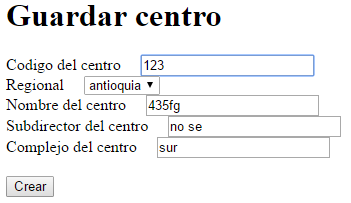 Guardar centro
Codigo del centro 123
Regional antioquia
Nombre del centro 435fg
Subdirector del centro no se
Complejo del centro sur
Crear